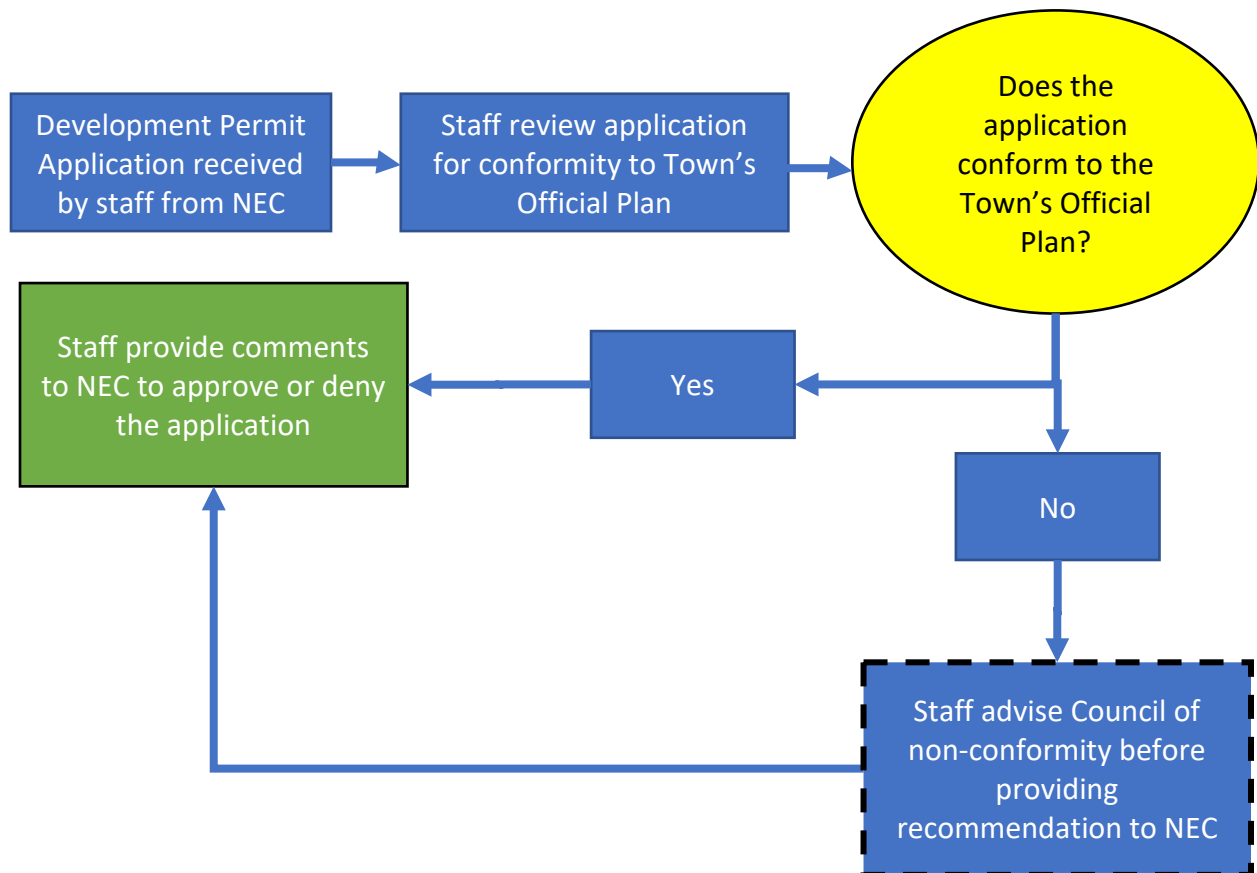 Development Permit
Application received
by staff from NEC
Staff review application
for conformity to Town’s
Official Plan
Does the
application
conform to the
Town’s Official
Plan?
Staff provide comments
to NEC to approve or deny
the application
Yes
No
Staff advise Council of
non-conformity before
providing
recommendation to NEC